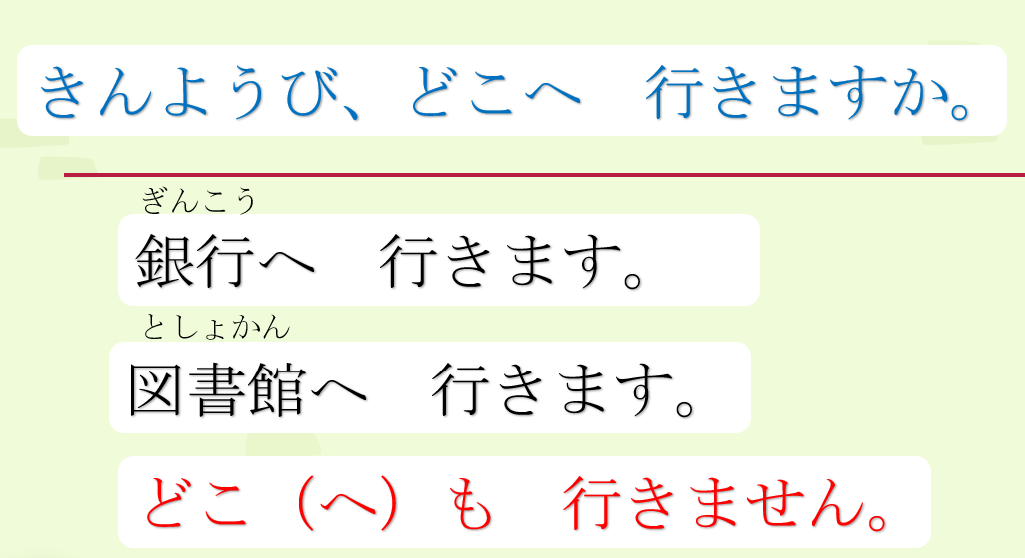 きんようび、どこへ　行きますか。
ぎんこう
銀行へ　行きます。
としょかん
図書館へ　行きます。
どこ（へ）も　行きません。